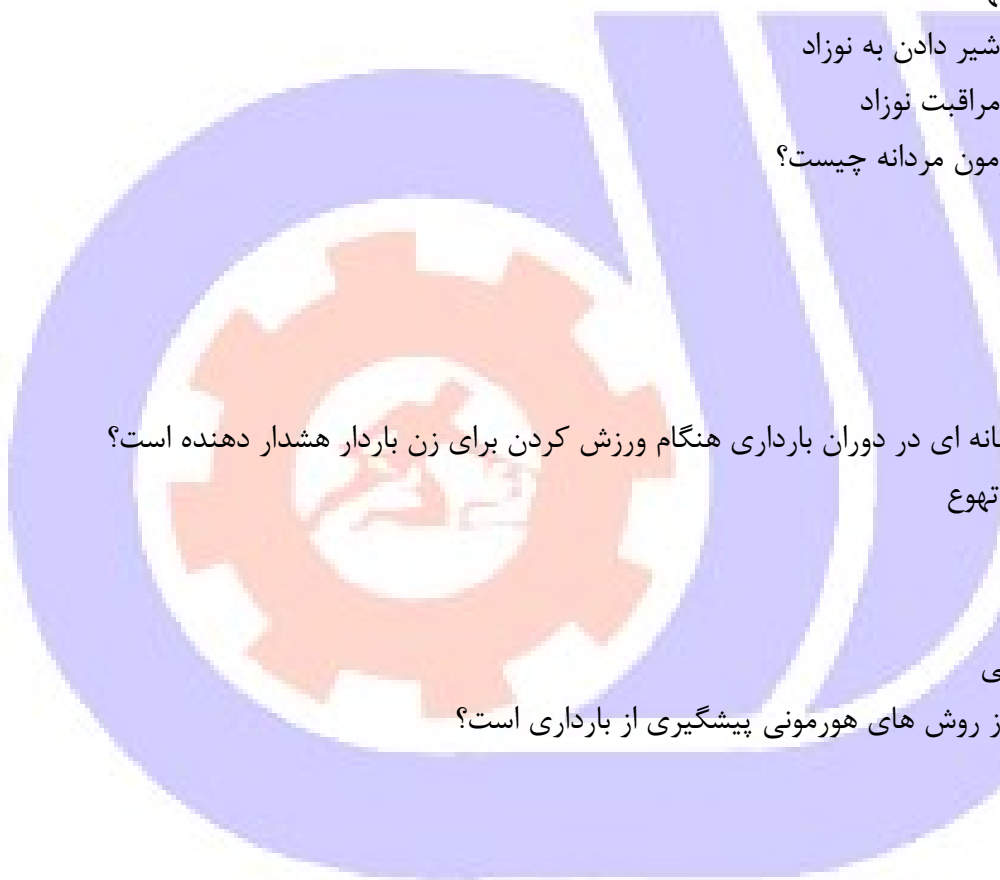 شیر دادن به نوزاد
مراقبت نوزاد
مون مردانه چیست؟
انه ای در دوران بارداری هنگام ورزش کردن برای زن باردار هشدار دهنده است؟
تهوع
ی
ز روش های هورمونی پیشگیری از بارداری است؟